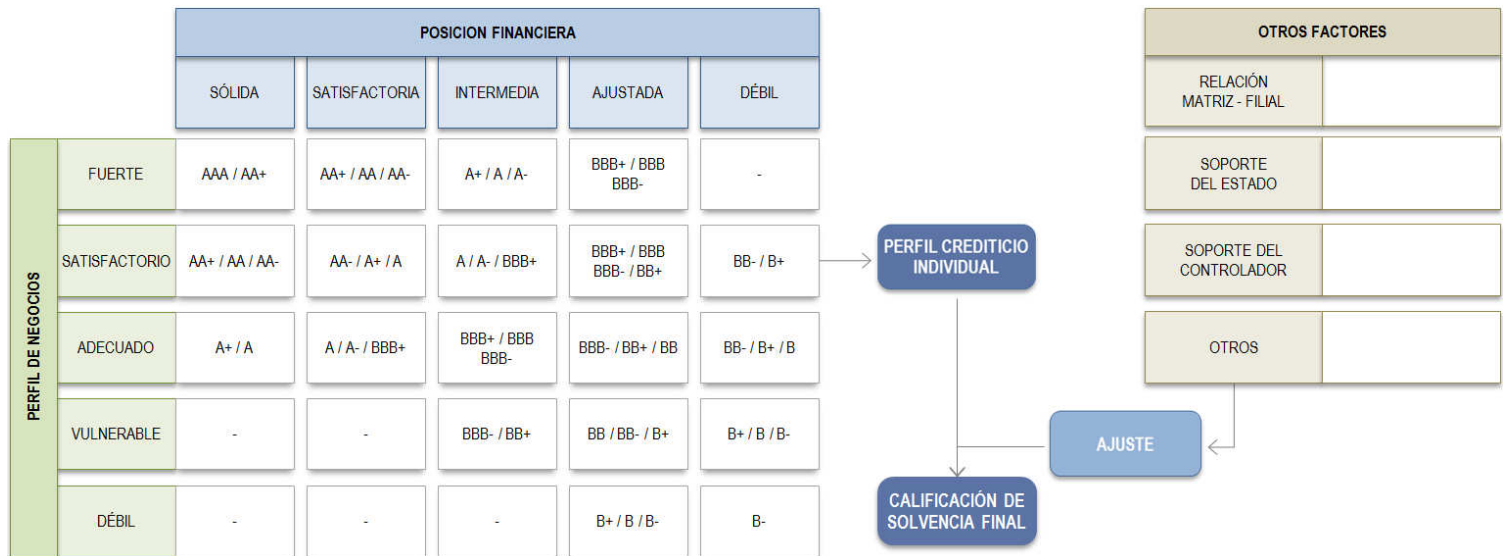 POSICION FINANCIERA
SÓLIDA
SATISFACTORIA
INTERMEDIA
AJUSTADA
DÉBIL
PERFIL DE NEGOCIOS
FUERTE
AAA / AA+
AA+ / AA / AA-
A+ / A / A-
BBB+ / BBB
BBB-
-
SATISFACTORIO
AA+ / AA / AA-
AA- / A+ / A
A / A- / BBB+
BBB+ / BBB
BBB- / BB+
BB- / B+
ADECUADO
A+ / A
A / A- / BBB+
BBB+ / BBB
BBB-
BBB- / BB+ / BB
BB- / B+ / B
VULNERABLE
-
-
BBB- / BB+
BB / BB- / B+
B+ / B / B-
DÉBIL
-
-
-
B+ / B / B-
B-
PERFIL CREDITICIO
INDIVIDUAL
OTROS FACTORES
RELACIÓN
MATRIZ - FILIAL
SOPORTE
DEL ESTADO
SOPORTE DEL
CONTROLADOR
OTROS
AJUSTE
CALIFICACIÓN DE
SOLVENCIA FINAL